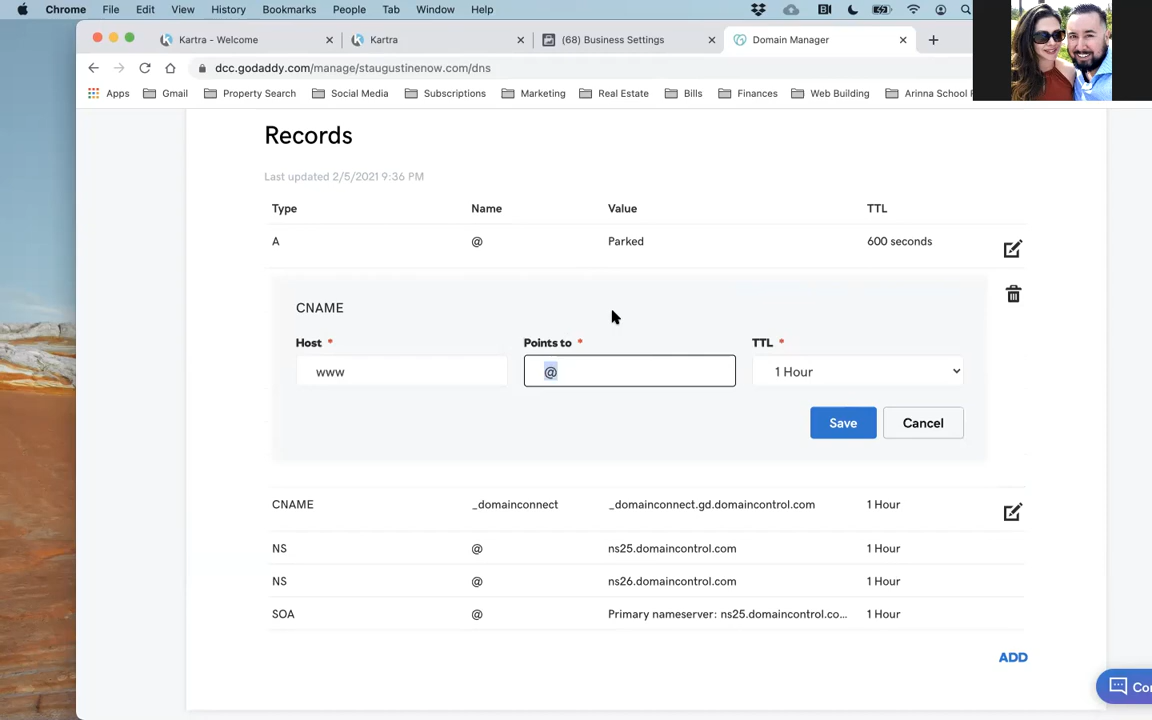 Chrome File Edit View History Bookmarks People Tab Window Help
Kartra - Welcome
Kartra
(68) Business Settings
Domain Manager
dcc.godaddy.com/manage/staugustinenow.com/dns
Apps Gmail Property Search Social Media Subscriptions Marketing Real Estate Bills Finances Web Building Arinna School
Records
Last updated 2/5/2021 9:36 PM
Type Name Value TTL
A @ Parked 600 seconds
CNAME
Host * Points to * TTL *
www @ 1 Hour
Save Cancel
CNAME _domainconnect _domainconnect.gd.domaincontrol.com 1 Hour
NS @ ns25.domaincontrol.com 1 Hour
NS @ ns26.domaincontrol.com 1 Hour
SOA @ Primary nameserver: ns25.domaincontrol.co... 1 Hour
ADD
Co